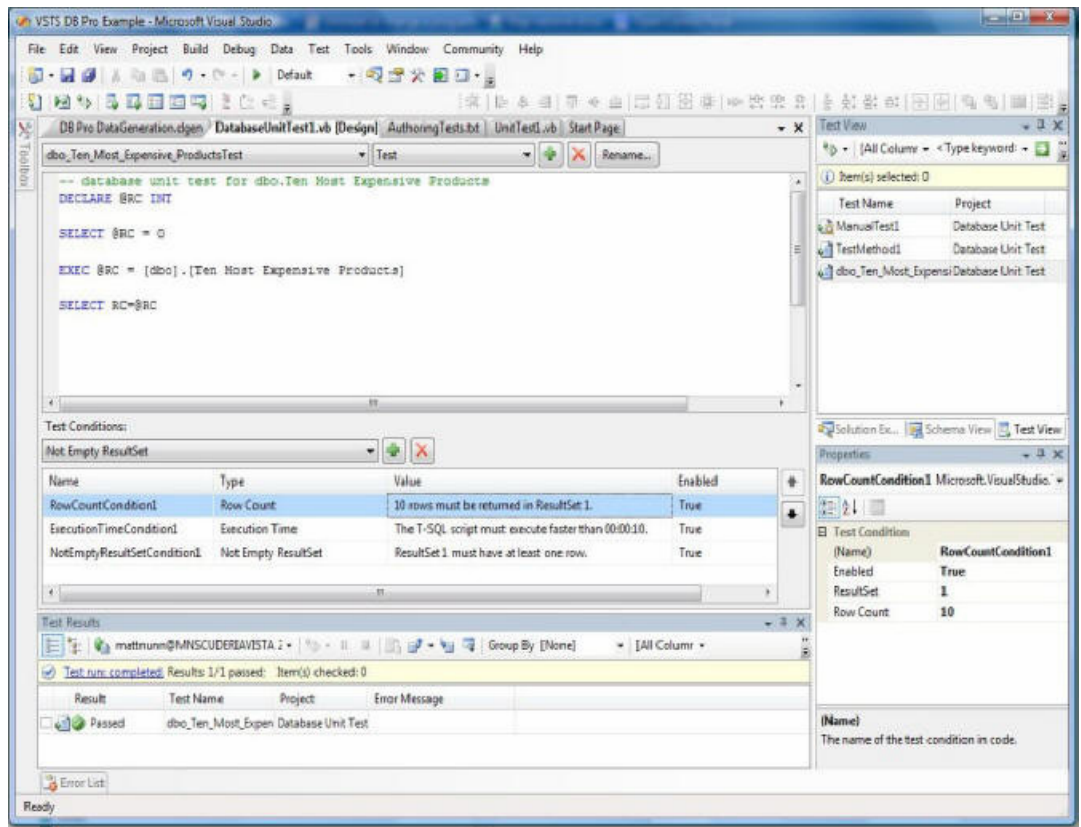 VSTS DB Pro Example - Microsoft Visual Studio
File Edit View Project Build Debug Data Test Tools Window Community Help
Default
DB Pro DataGeneration.dgen DatabaseUnitTest1.vb [Design] AuthoringTests.txt UnitTest1.vb Start Page
Toolbox
dbo_Ten_Most_Expensive_ProductsTest Test Rename...
-- database unit test for dbo.Ten Most Expensive Products
DECLARE @RC INT
SELECT @RC = 0
EXEC @RC = [dbo].[Ten Most Expensive Products]
SELECT RC=@RC
Test Conditions:
Not Empty ResultSet
Name Type Value Enabled
RowCountCondition1 Row Count 10 rows must be returned in ResultSet 1. True
ExecutionTimeCondition1 Execution Time The T-SQL script must execute faster than 00:00:10. True
NotEmptyResultSetCondition1 Not Empty ResultSet ResultSet 1 must have at least one row. True
Test Results
mattnunn@MNSCUDERIAVISTA 2 Group By [None] [All Columr
Test run: completed Results: 1/1 passed; Item(s) checked: 0
Result Test Name Project Error Message
Passed dbo_Ten_Most_Expen Database Unit Test
Error List
Ready
Test View
[All Columr <Type keyword:
Item(s) selected: 0
Test Name Project
ManualTest1 Database Unit Test
TestMethod1 Database Unit Test
dbo_Ten_Most_Expensi Database Unit Test
Solution Ex... Schema View Test View
Properties
RowCountCondition1 Microsoft.VisualStudio.
Test Condition
(Name) RowCountCondition1
Enabled True
ResultSet 1
Row Count 10
(Name)
The name of the test condition in code.